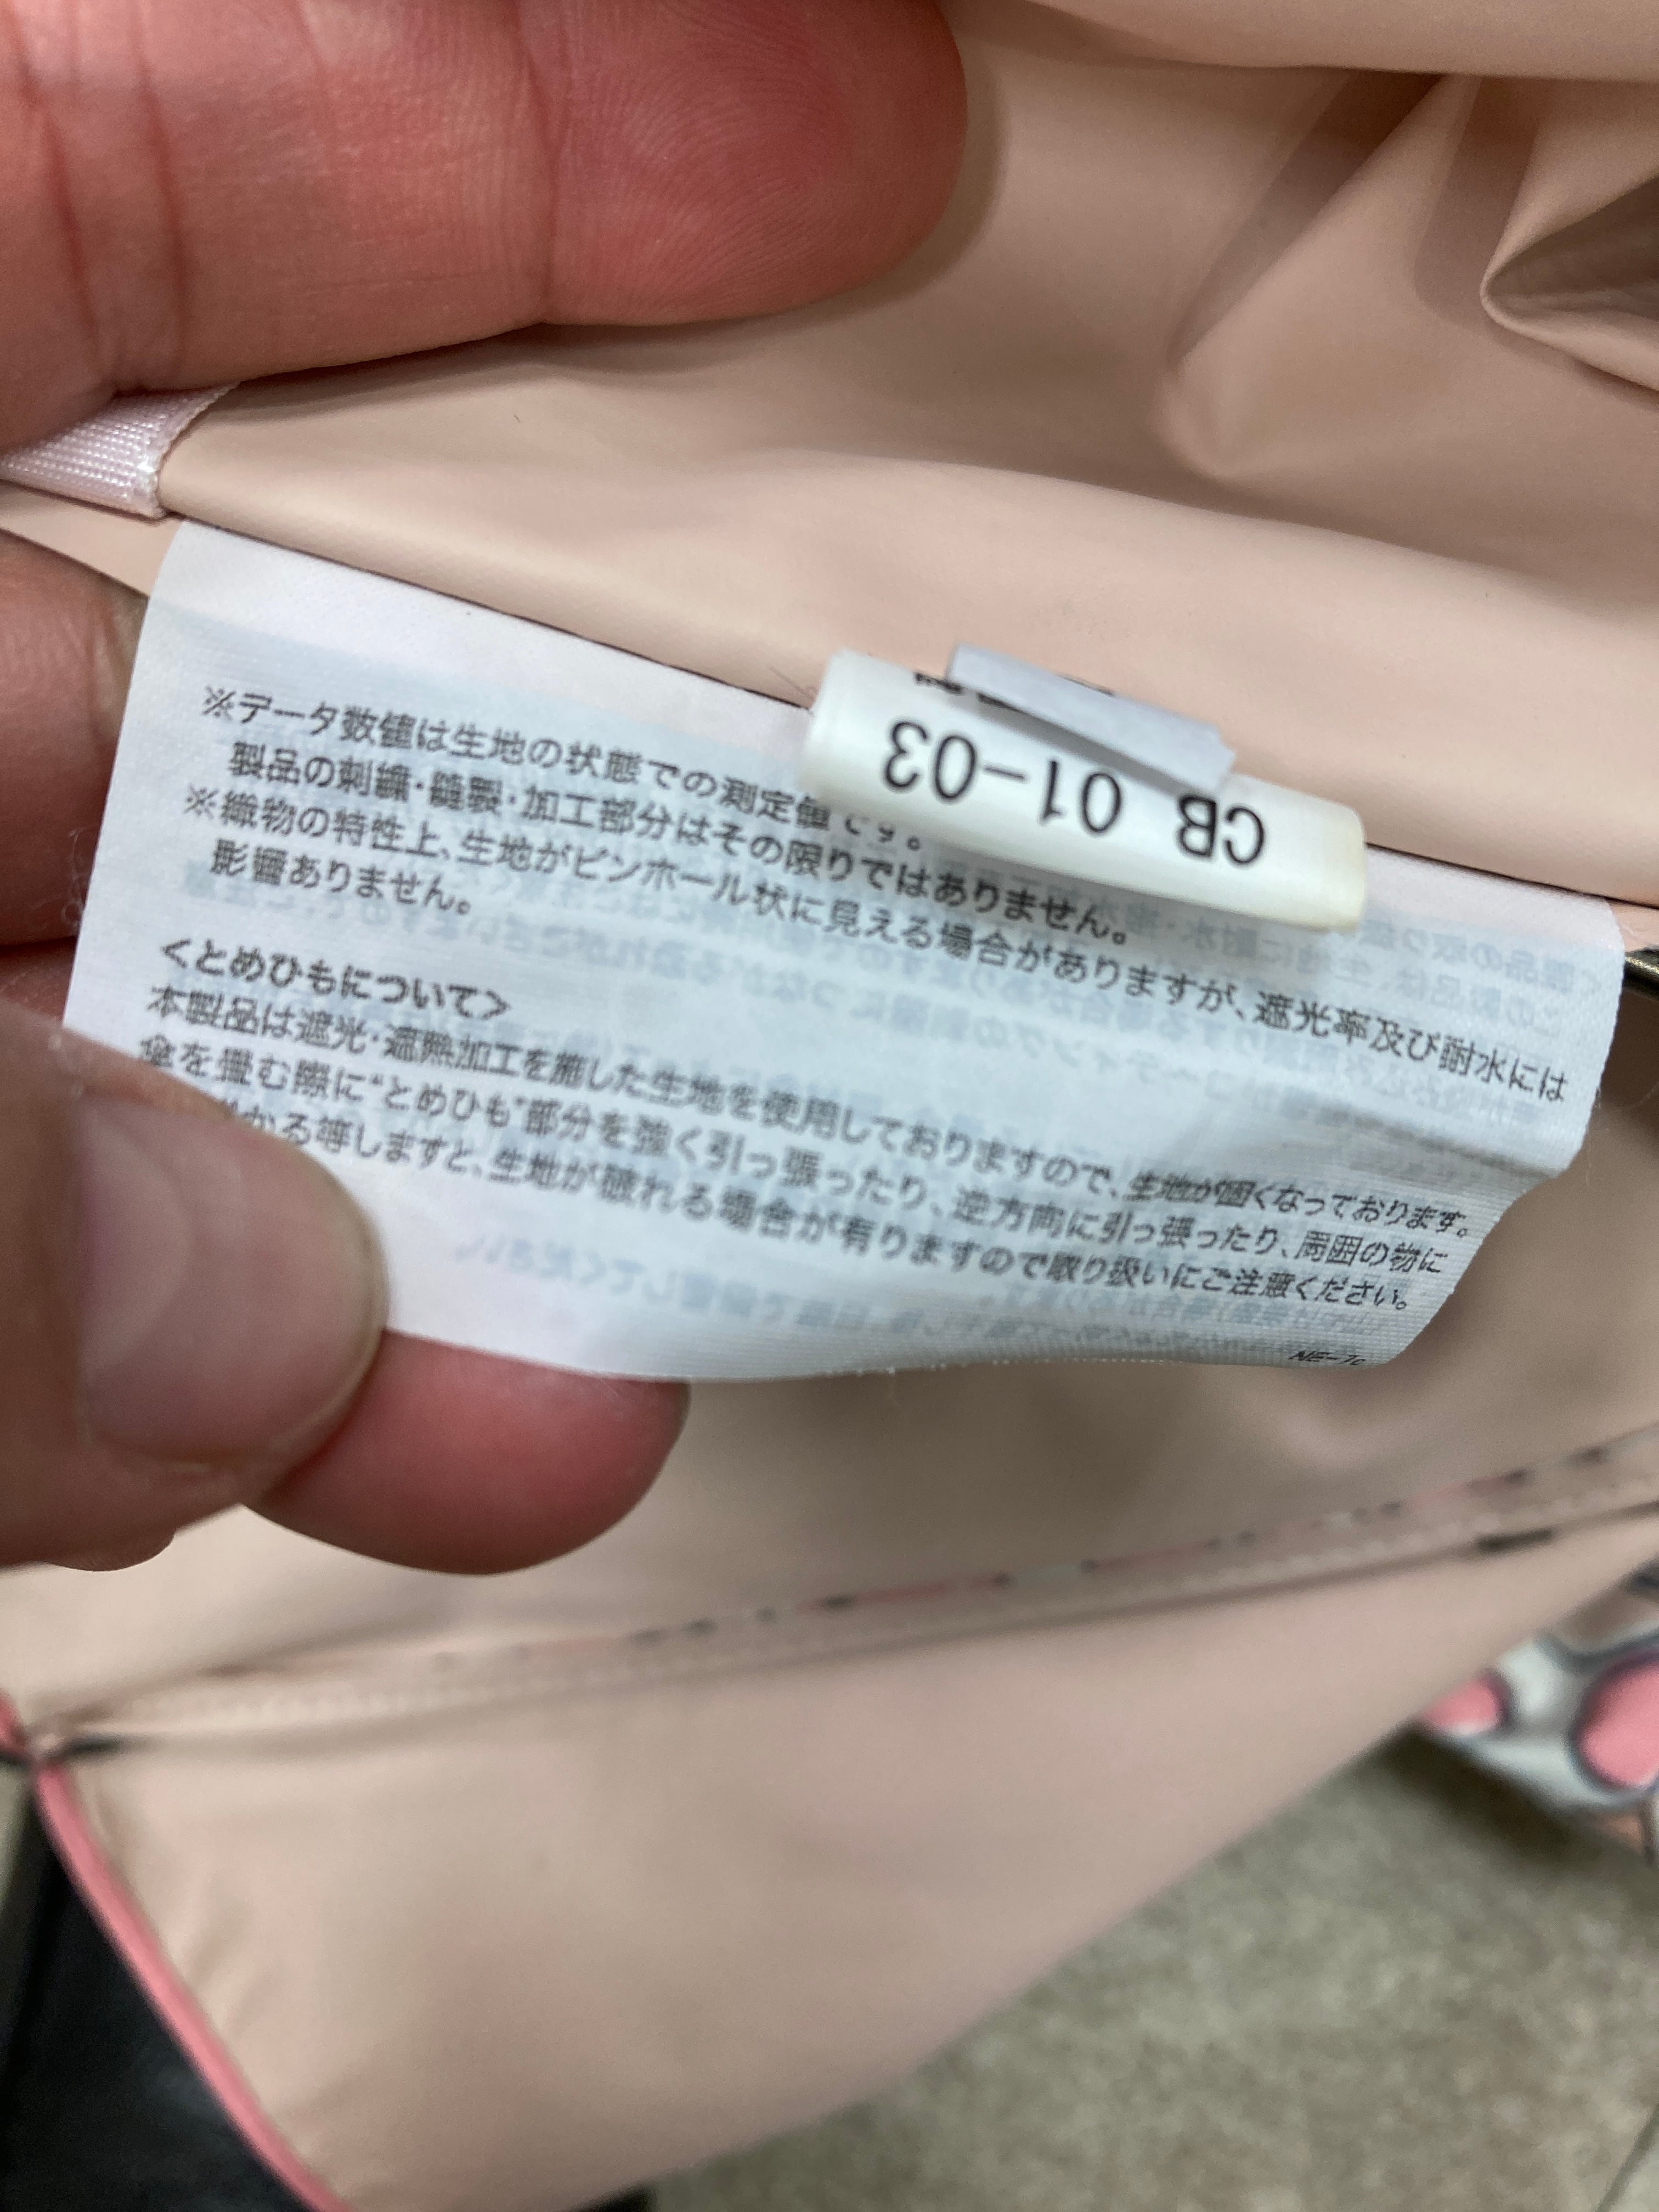 ※データ数値は生地の状態での測定値です。
製品の刺繍・縫製・加工部分はその限りではありません。
※織物の特性上、生地がピンホール状に見える場合がありますが、遮光率及び耐水には
影響ありません。
<とめひもについて>
本製品は遮光・遮熱加工を施した生地を使用しておりますので、生地が固くなっております。
傘を畳む際に“とめひも”部分を強く引っ張ったり、逆方向に引っ張ったり、周囲の物に
かる等しますと、生地が破れる場合が有りますので取り扱いにご注意ください。
NE-7c
CB 01-03